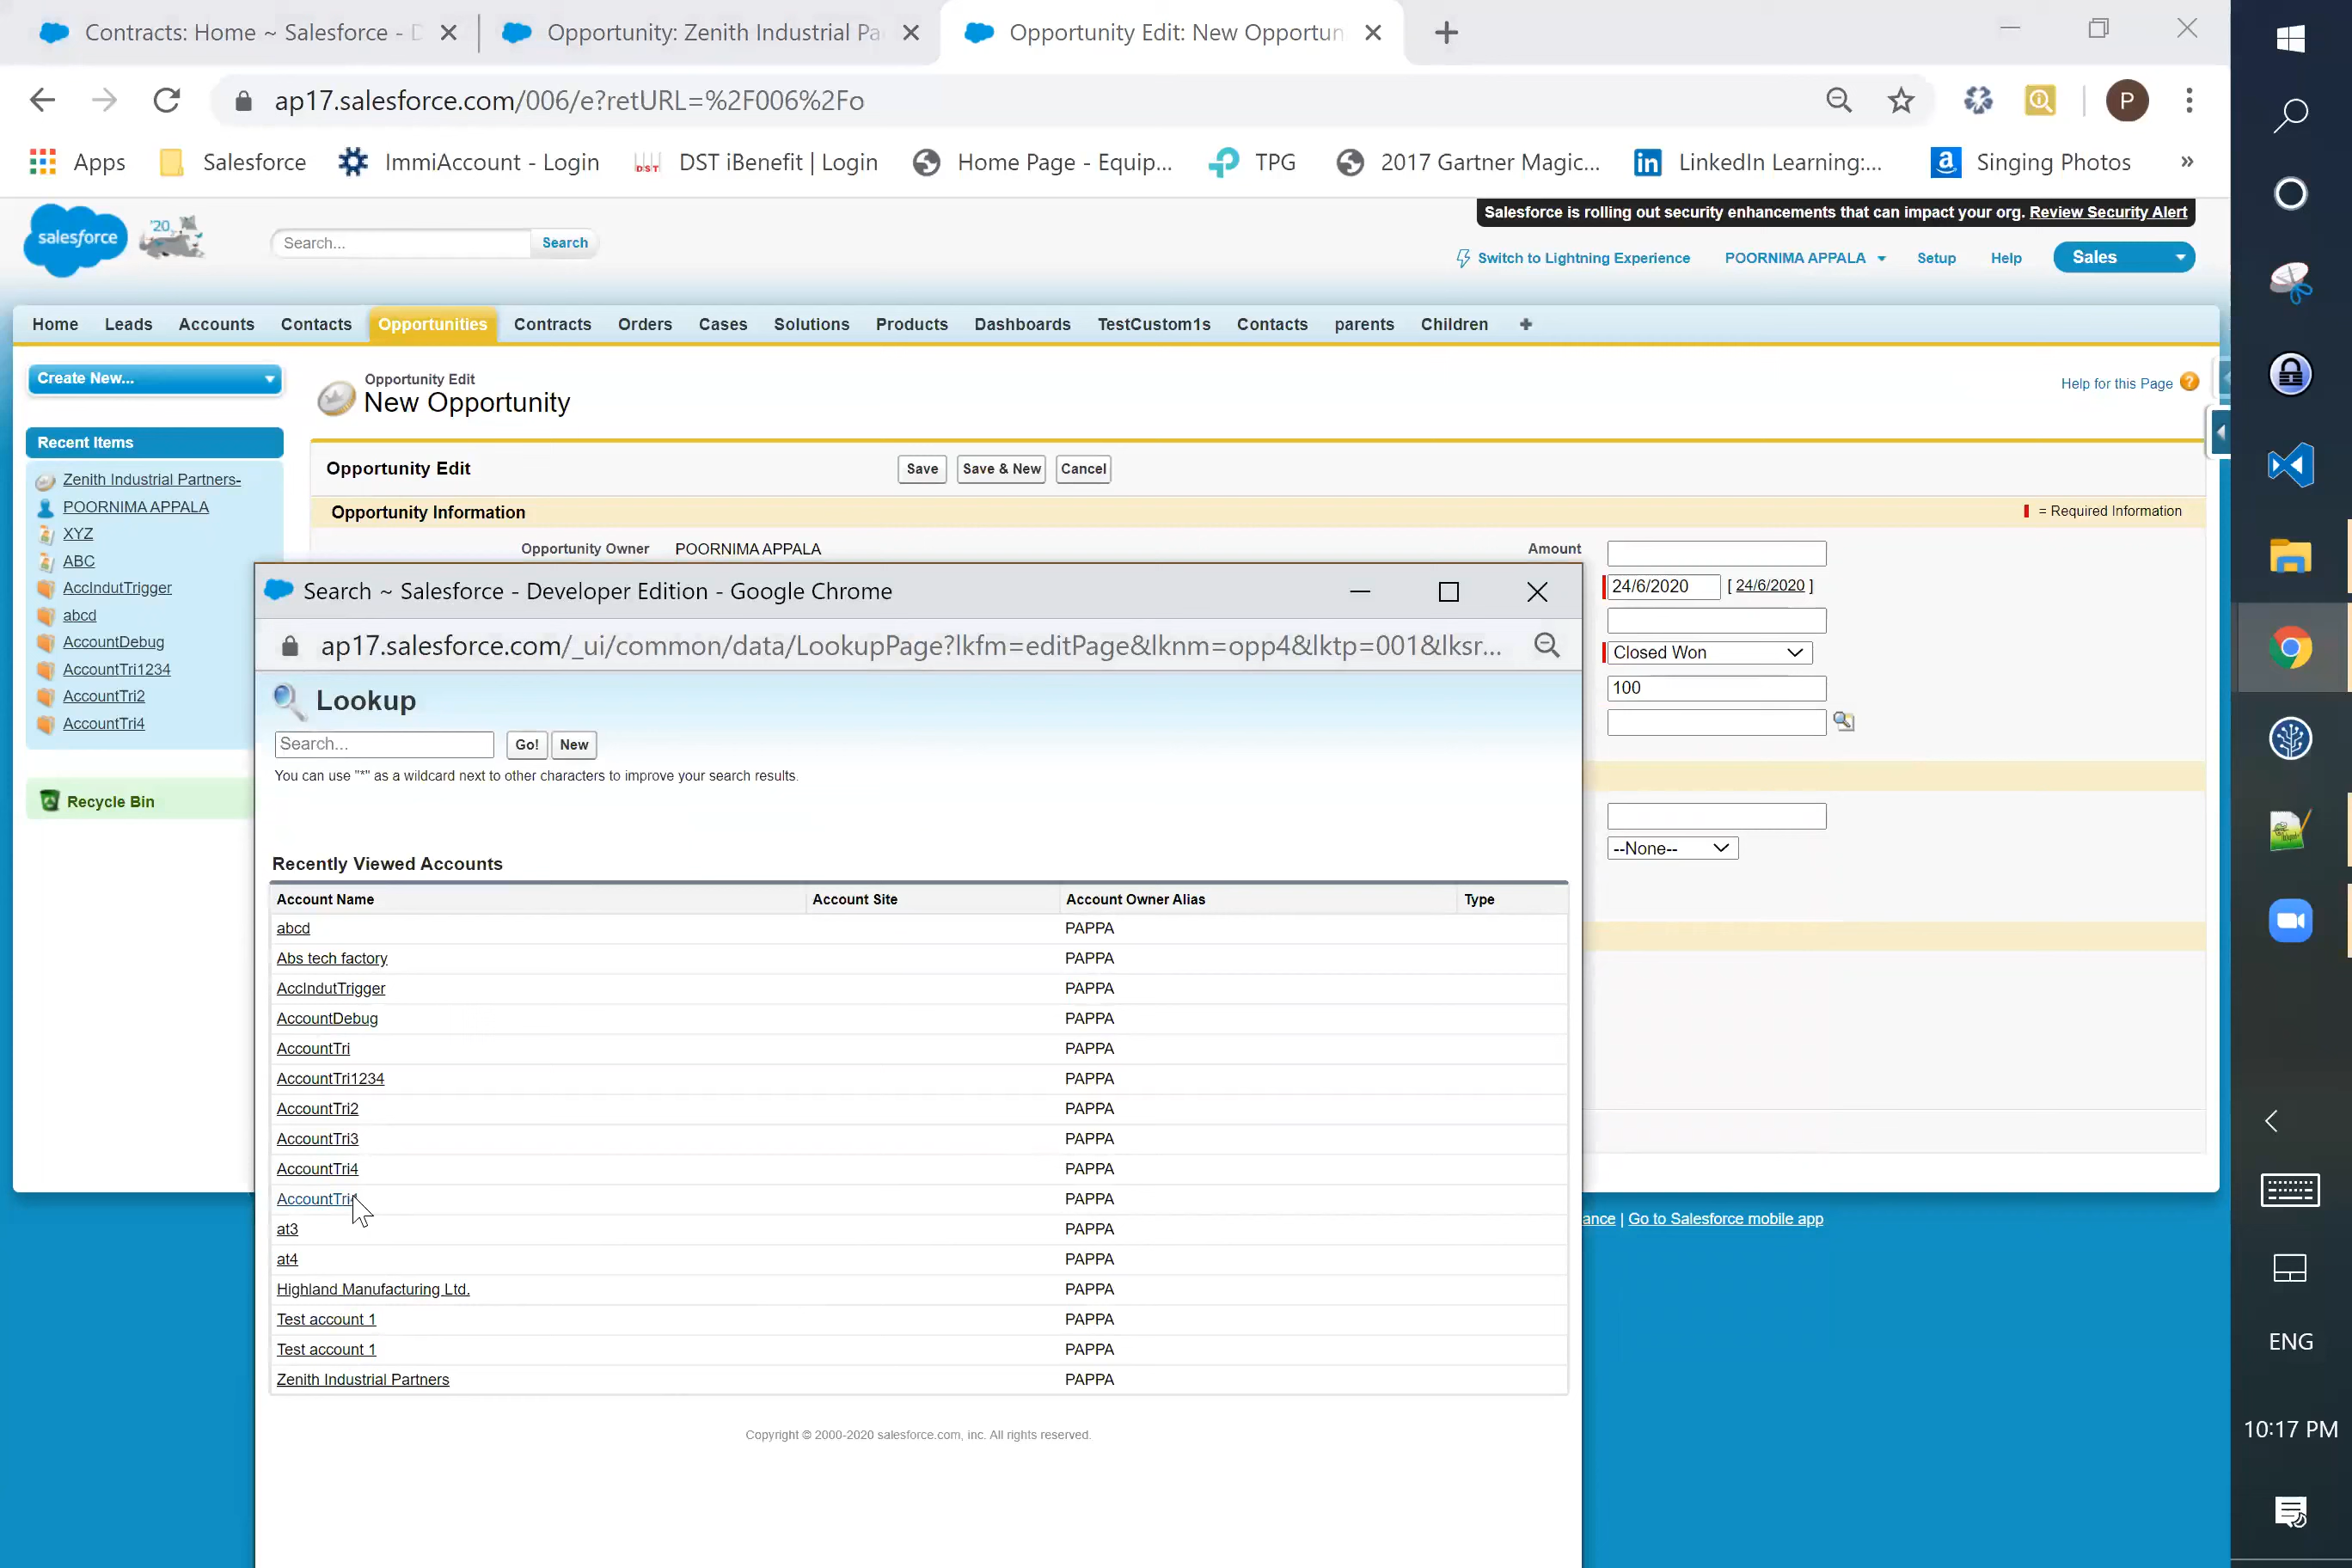 Contracts: Home ~ Salesforce - D
Opportunity: Zenith Industrial Pa
Opportunity Edit: New Opportun
ap17.salesforce.com/006/e?retURL=%2F006%2Fo
P
Apps
Salesforce
ImmiAccount - Login
DST
DST iBenefit | Login
Home Page - Equip...
TPG
2017 Gartner Magic...
in
LinkedIn Learning:...
a
Singing Photos
»
salesforce
'20
Search...
Search
Salesforce is rolling out security enhancements that can impact your org. Review Security Alert
Switch to Lightning Experience
POORNIMA APPALA
Setup
Help
Sales
Home
Leads
Accounts
Contacts
Opportunities
Contracts
Orders
Cases
Solutions
Products
Dashboards
TestCustom1s
Contacts
parents
Children
+
Create New...
Opportunity Edit
New Opportunity
Help for this Page ?
Recent Items
Zenith Industrial Partners-
POORNIMA APPALA
XYZ
ABC
AccIndutTrigger
abcd
AccountDebug
AccountTri1234
AccountTri2
AccountTri4
Recycle Bin
Opportunity Edit
Save
Save & New
Cancel
Opportunity Information
= Required Information
Opportunity Owner
POORNIMA APPALA
Amount
24/6/2020
[ 24/6/2020 ]
Closed Won
100
--None--
Search ~ Salesforce - Developer Edition - Google Chrome
ap17.salesforce.com/_ui/common/data/LookupPage?lkfm=editPage&lknm=opp4&lktp=001&lksr...
Lookup
Search...
Go!
New
You can use "*" as a wildcard next to other characters to improve your search results.
Recently Viewed Accounts
Account Name Account Site Account Owner Alias Type
abcd PAPPA
Abs tech factory PAPPA
AccIndutTrigger PAPPA
AccountDebug PAPPA
AccountTri PAPPA
AccountTri1234 PAPPA
AccountTri2 PAPPA
AccountTri3 PAPPA
AccountTri4 PAPPA
PAPPA
at3 PAPPA
at4 PAPPA
Highland Manufacturing Ltd. PAPPA
Test account 1 PAPPA
Test account 1 PAPPA
Zenith Industrial Partners PAPPA
Copyright © 2000-2020 salesforce.com, inc. All rights reserved.
ance | Go to Salesforce mobile app
ENG
10:17 PM